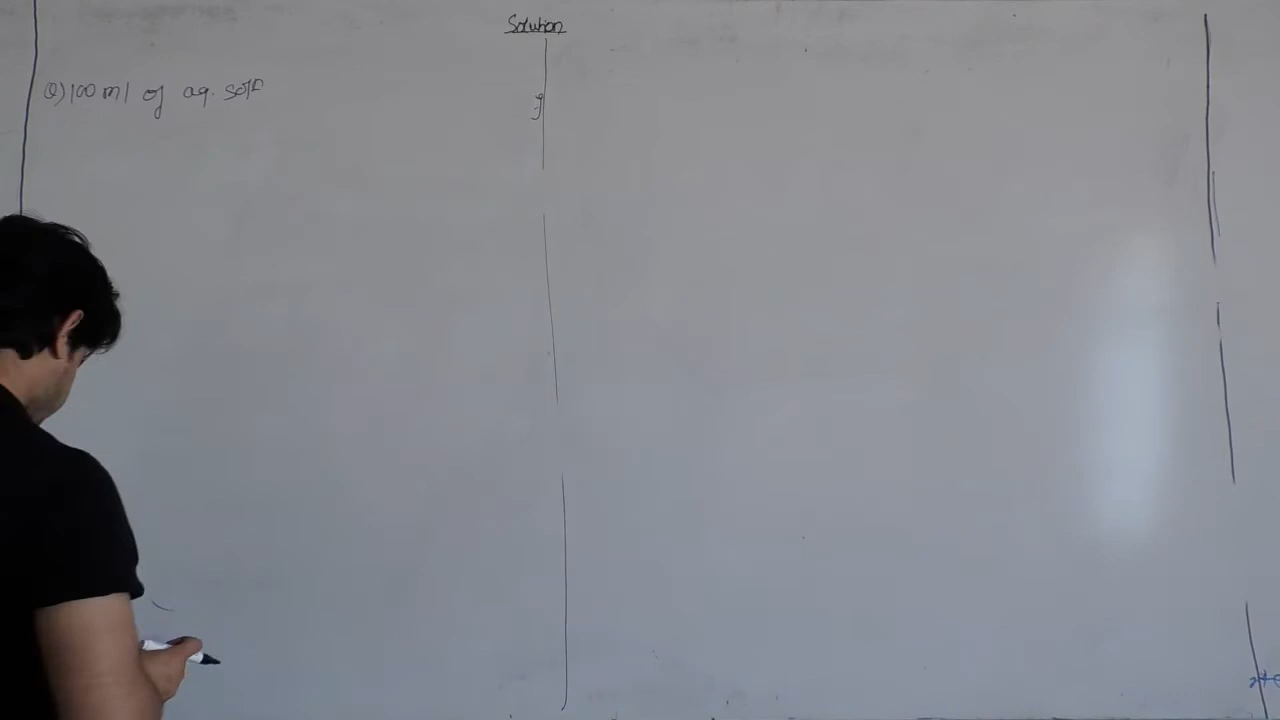 Solution
Q) 100 ml of aq. solⁿ